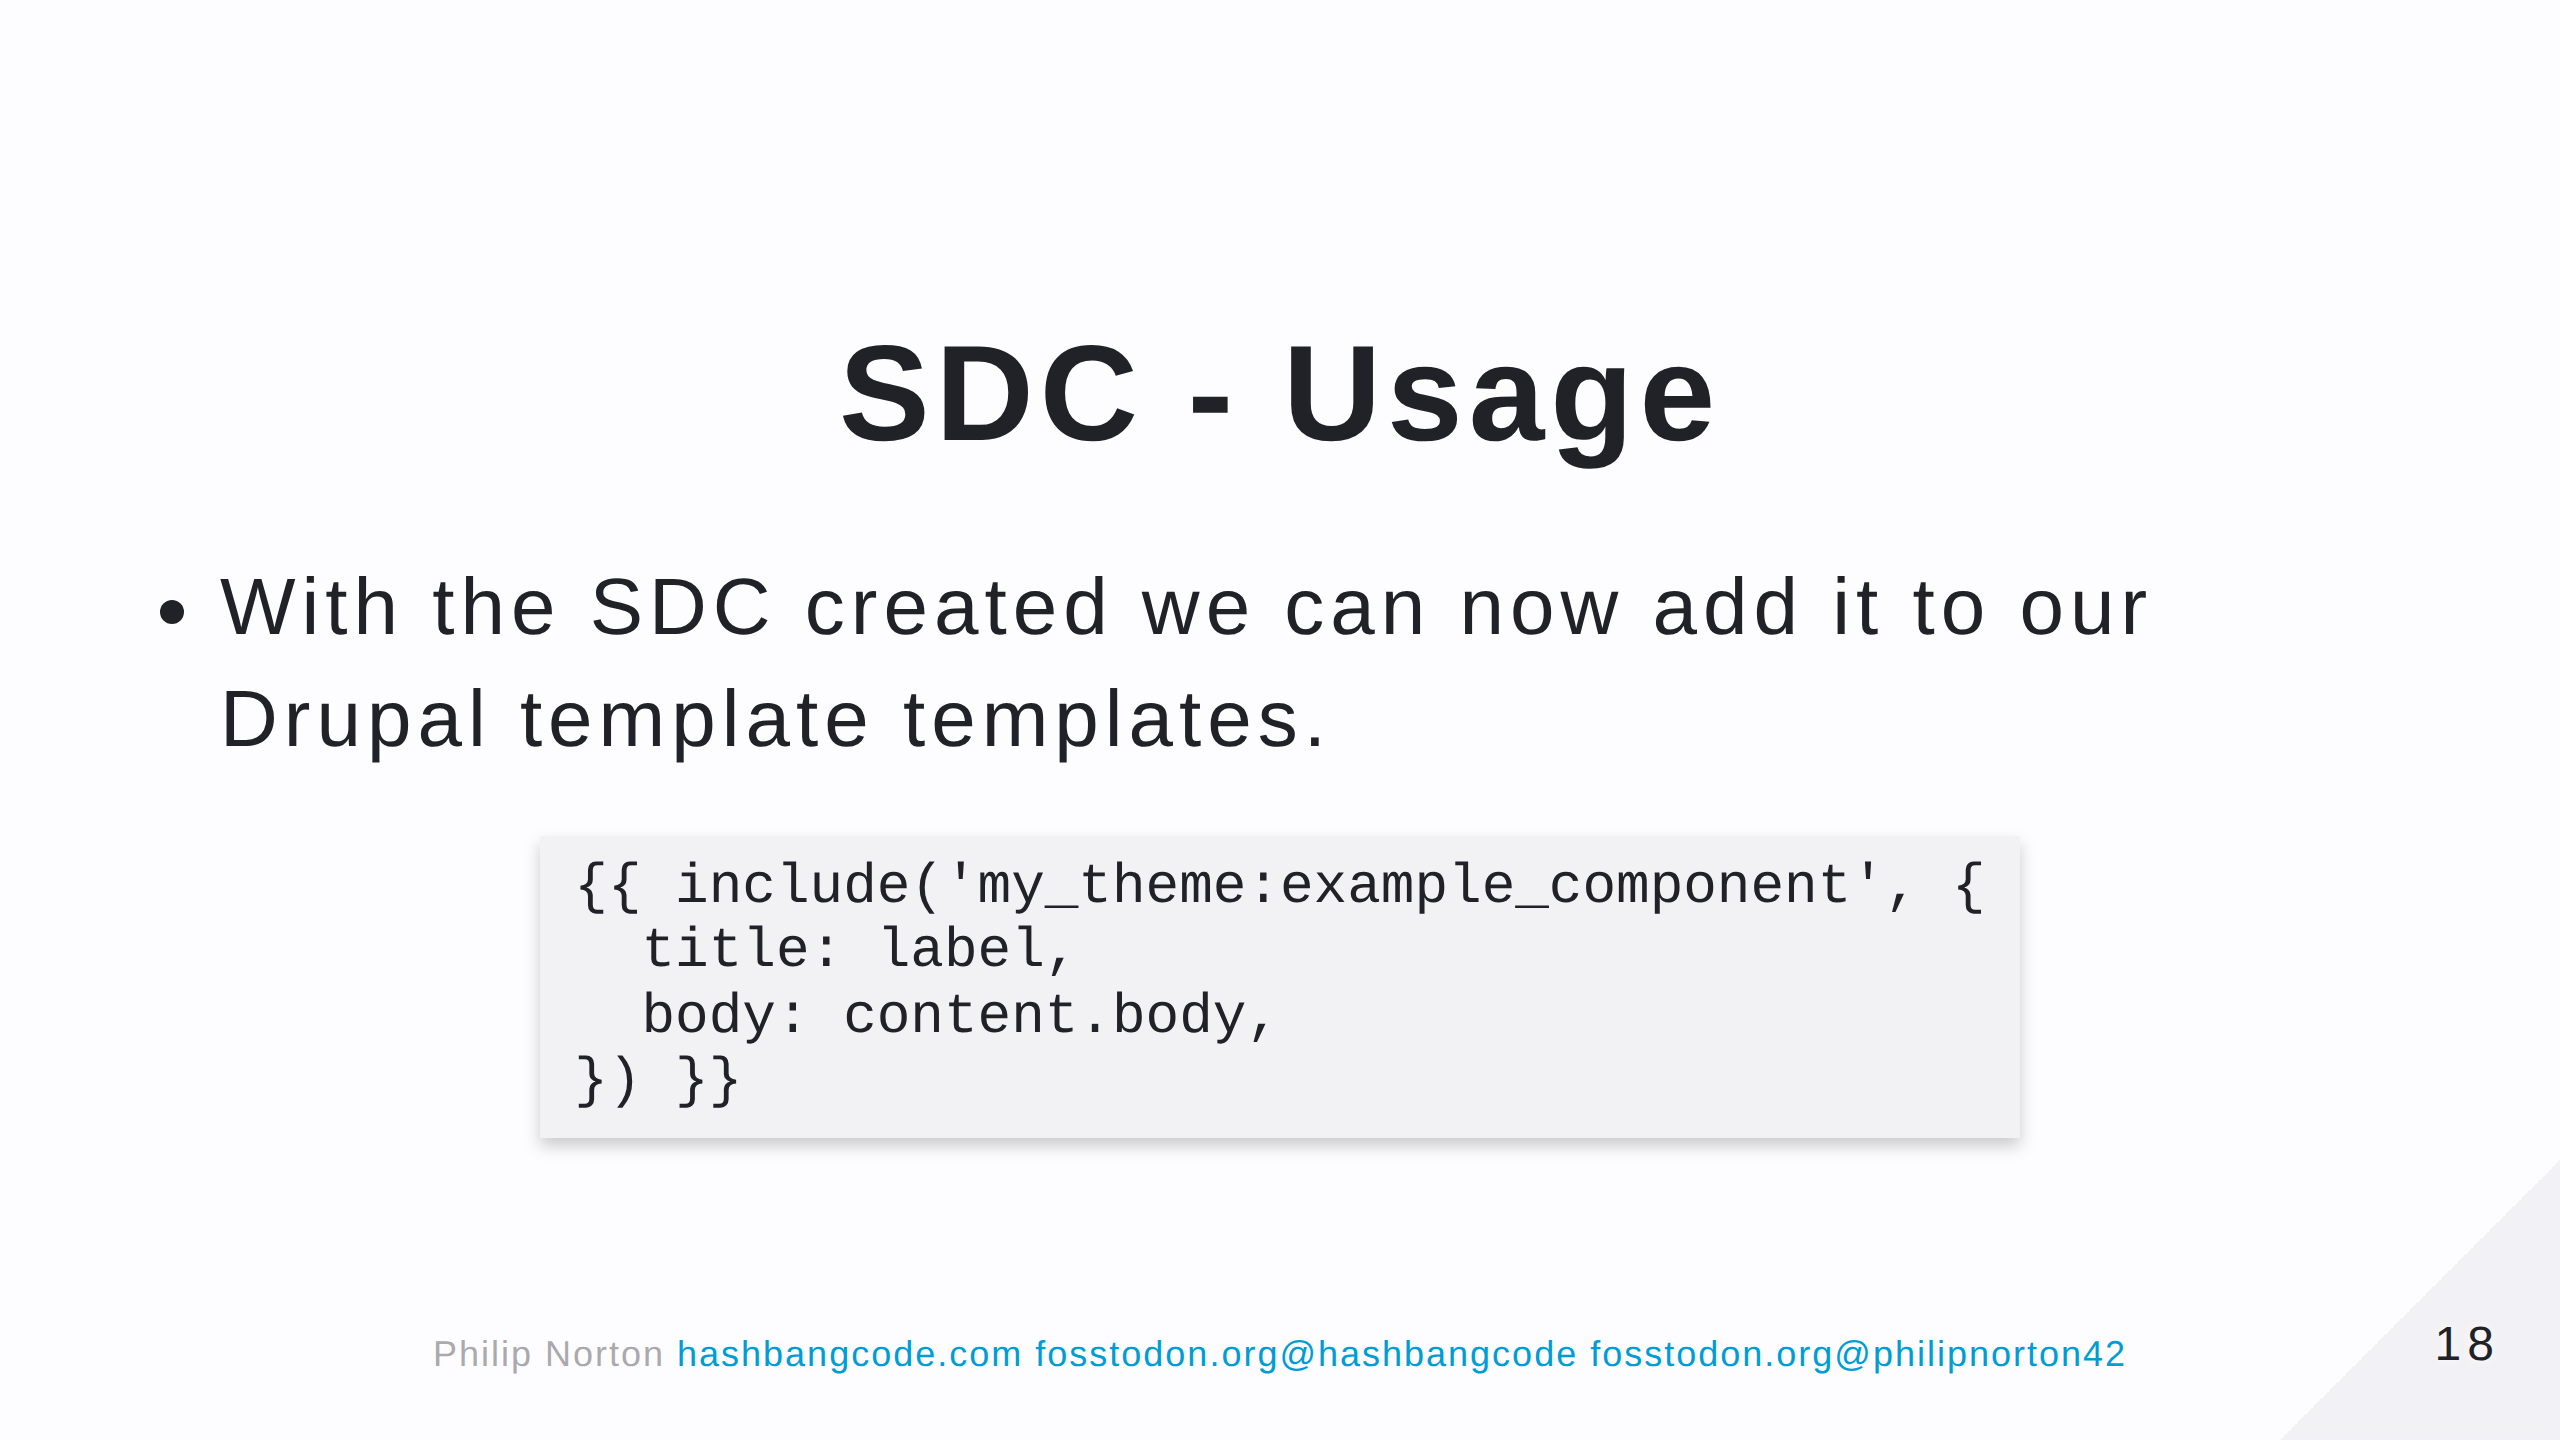 SDC - Usage
• With the SDC created we can now add it to our
Drupal template templates.
{{ include('my_theme:example_component', {
  title: label,
  body: content.body,
}) }}
Philip Norton hashbangcode.com fosstodon.org@hashbangcode fosstodon.org@philipnorton42
18